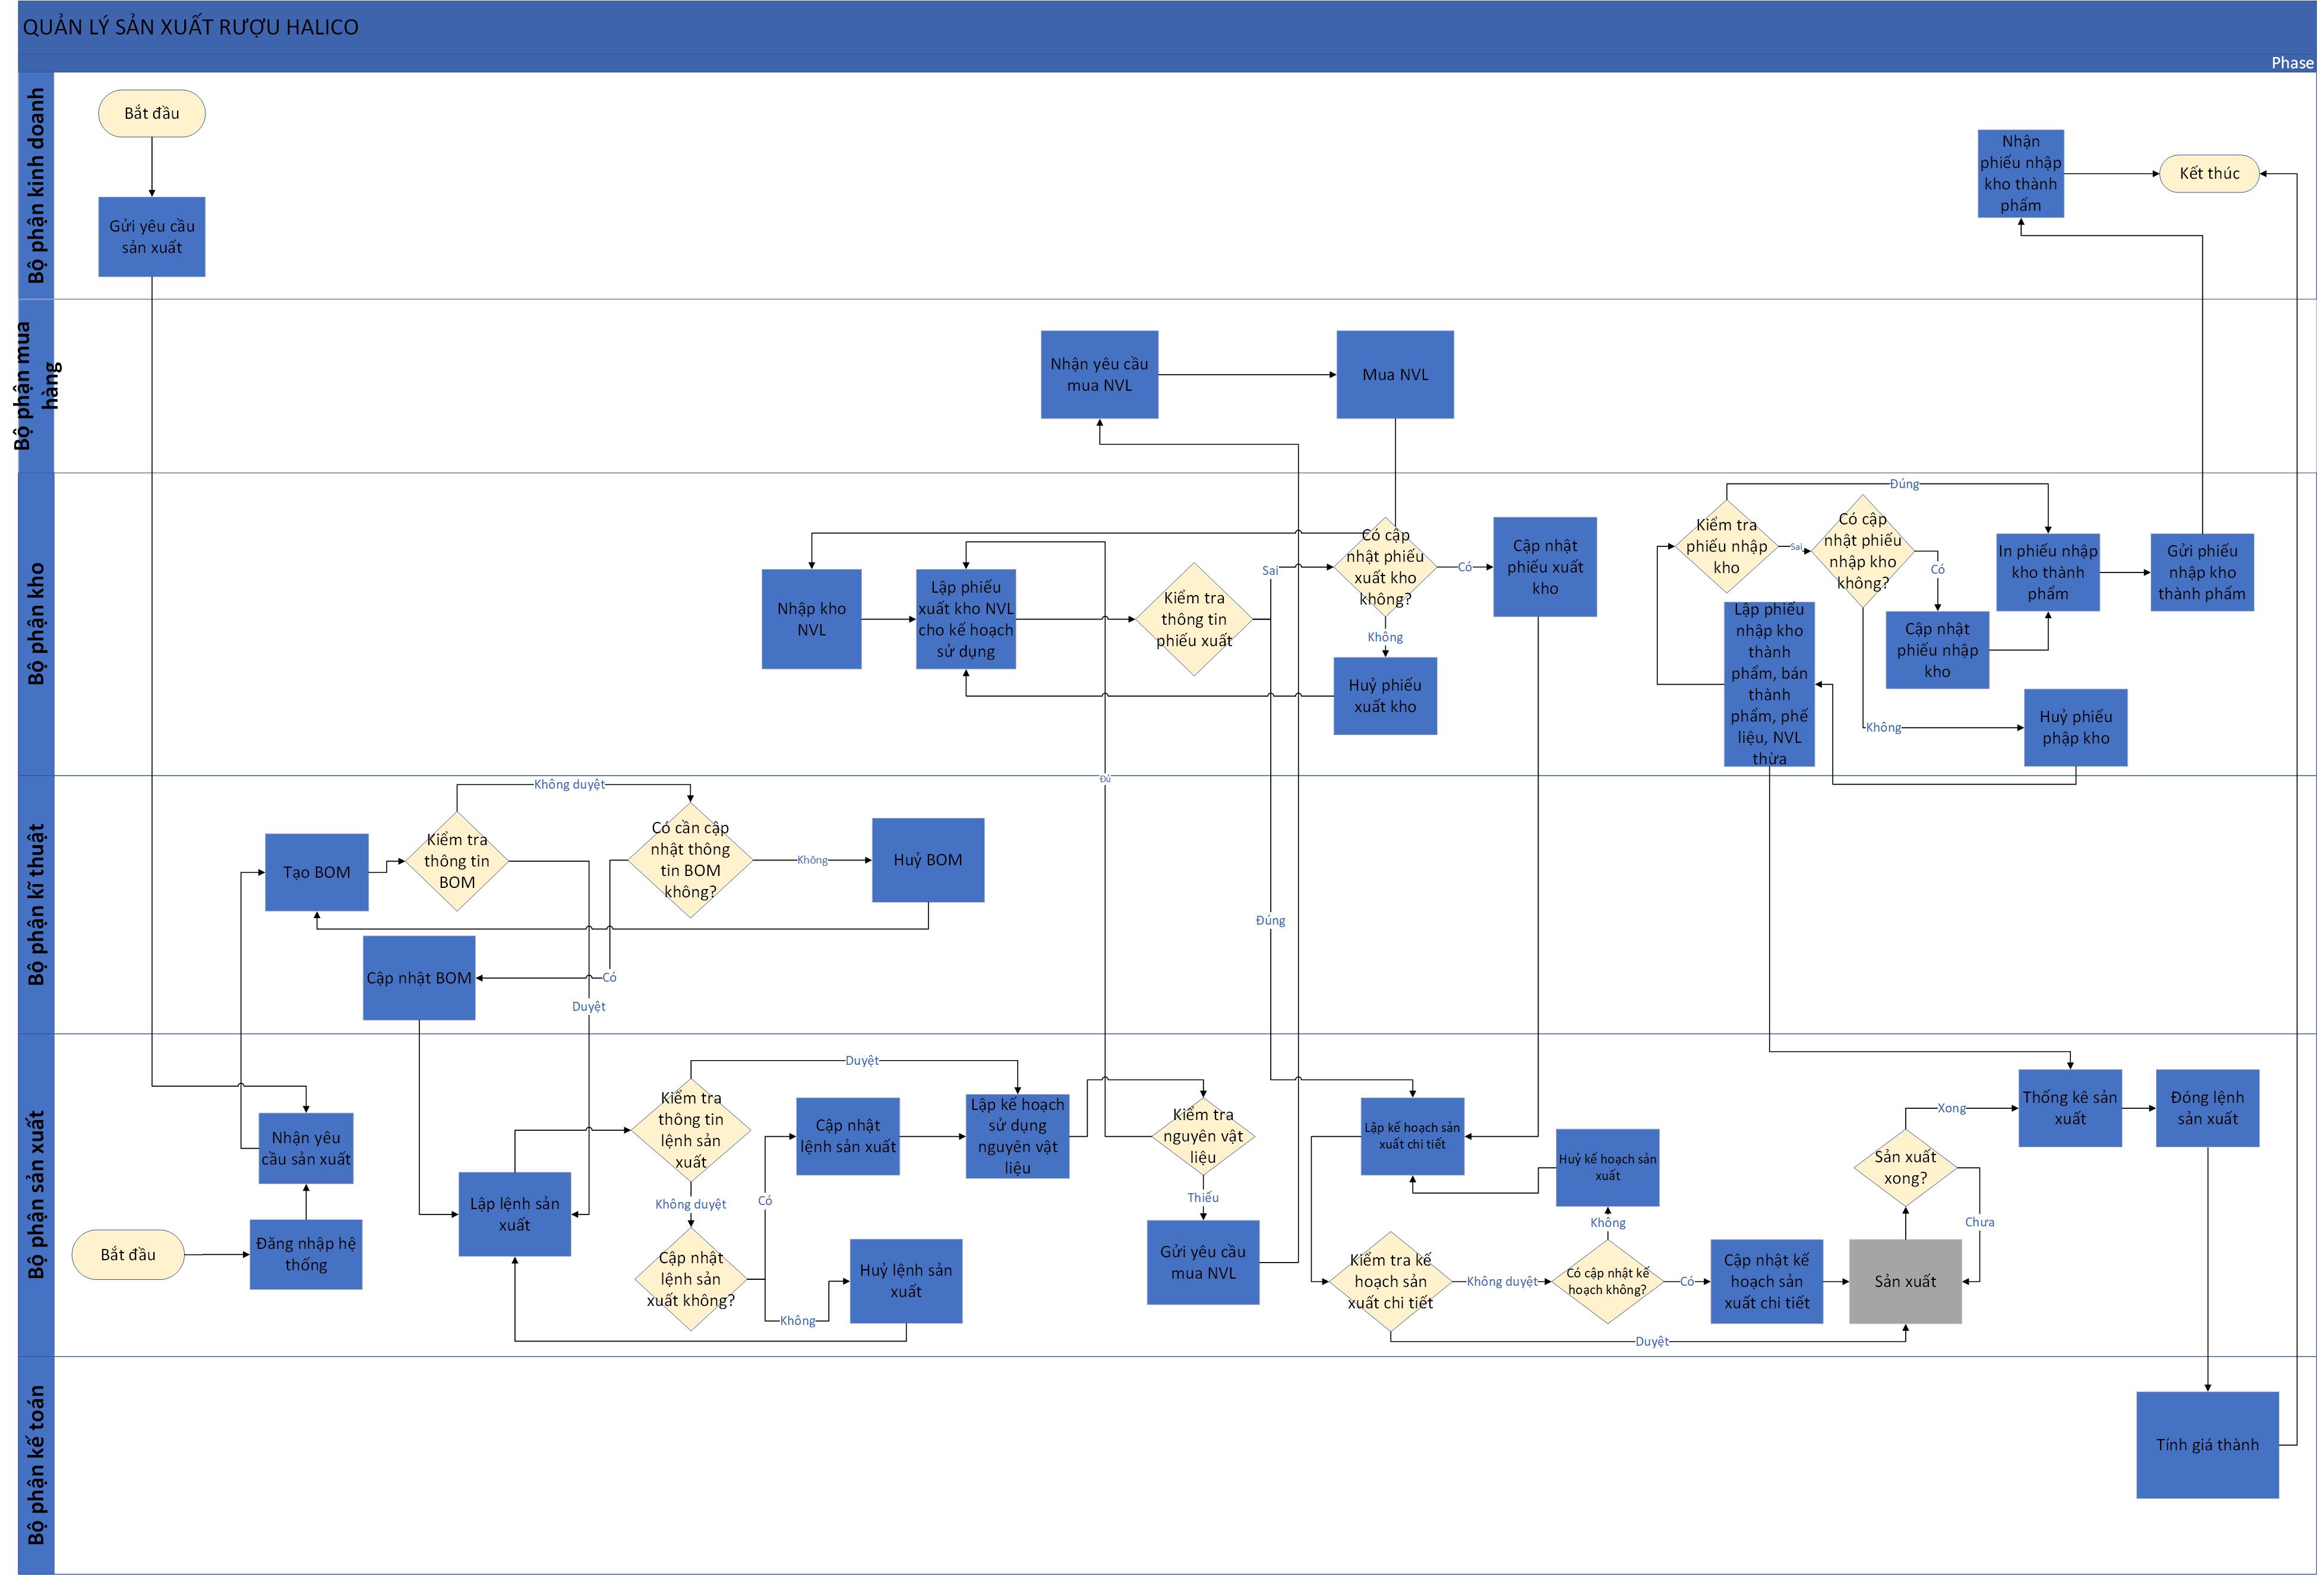 QUẢN LÝ SẢN XUẤT RƯỢU HALICO
Phase
Bộ phận kinh doanh
Bắt đầu
Gửi yêu cầu
sản xuất
Nhận
phiếu nhập
kho thành
phẩm
Kết thúc
Bộ phận mua
hàng
Nhận yêu cầu
mua NVL
Mua NVL
Bộ phận kho
Nhập kho
NVL
Lập phiếu
xuất kho NVL
cho kế hoạch
sử dụng
Kiểm tra
thông tin
phiếu xuất
Sai
Có cập
nhật phiếu
xuất kho
không?
Có
Cập nhật
phiếu xuất
kho
Không
Huỷ phiếu
xuất kho
Đúng
Kiểm tra
phiếu nhập
kho
Sai
Có cập
nhật phiếu
nhập kho
không?
Có
In phiếu nhập
kho thành
phẩm
Gửi phiếu
nhập kho
thành phẩm
Lập phiếu
nhập kho
thành
phẩm, bán
thành
phẩm, phế
liệu, NVL
thừa
Cập nhật
phiếu nhập
kho
Không
Huỷ phiếu
phập kho
Bộ phận kĩ thuật
Không duyệt
Đủ
Tạo BOM
Kiểm tra
thông tin
BOM
Có cần cập
nhật thông
tin BOM
không?
Không
Huỷ BOM
Đúng
Cập nhật BOM
Có
Duyệt
Bộ phận sản xuất
Nhận yêu
cầu sản xuất
Bắt đầu
Đăng nhập hệ
thống
Lập lệnh sản
xuất
Duyệt
Kiểm tra
thông tin
lệnh sản
xuất
Không duyệt
Cập nhật
lệnh sản
xuất không?
Có
Cập nhật
lệnh sản xuất
Không
Huỷ lệnh sản
xuất
Lập kế hoạch
sử dụng
nguyên vật
liệu
Kiểm tra
nguyên vật
liệu
Thiếu
Gửi yêu cầu
mua NVL
Lập kế hoạch sản
xuất chi tiết
Huỷ kế hoạch sản
xuất
Không
Kiểm tra kế
hoạch sản
xuất chi tiết
Không duyệt
Có cập nhật kế
hoạch không?
Có
Cập nhật kế
hoạch sản
xuất chi tiết
Sản xuất
Duyệt
Sản xuất
xong?
Xong
Chưa
Thống kê sản
xuất
Đóng lệnh
sản xuất
Bộ phận kế toán
Tính giá thành